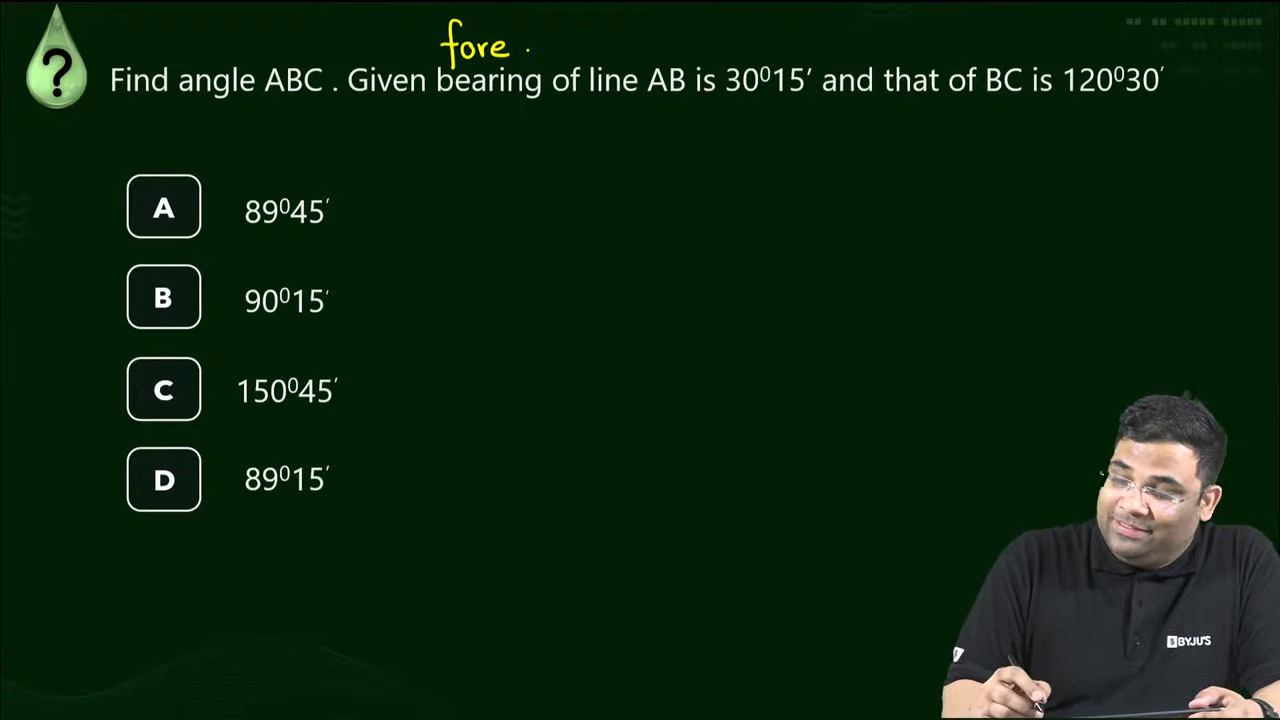 fore .
? Find angle ABC . Given bearing of line AB is 30⁰15′ and that of BC is 120⁰30′
A 89⁰45′
B 90⁰15′
C 150⁰45′
D 89⁰15′
BYJU'S